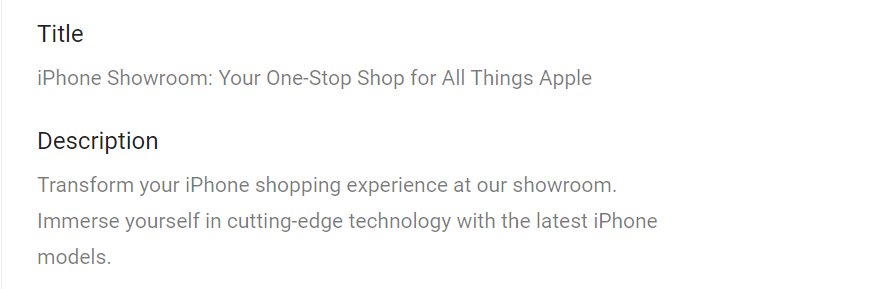 Title
iPhone Showroom: Your One-Stop Shop for All Things Apple
Description
Transform your iPhone shopping experience at our showroom.
Immerse yourself in cutting-edge technology with the latest iPhone
models.